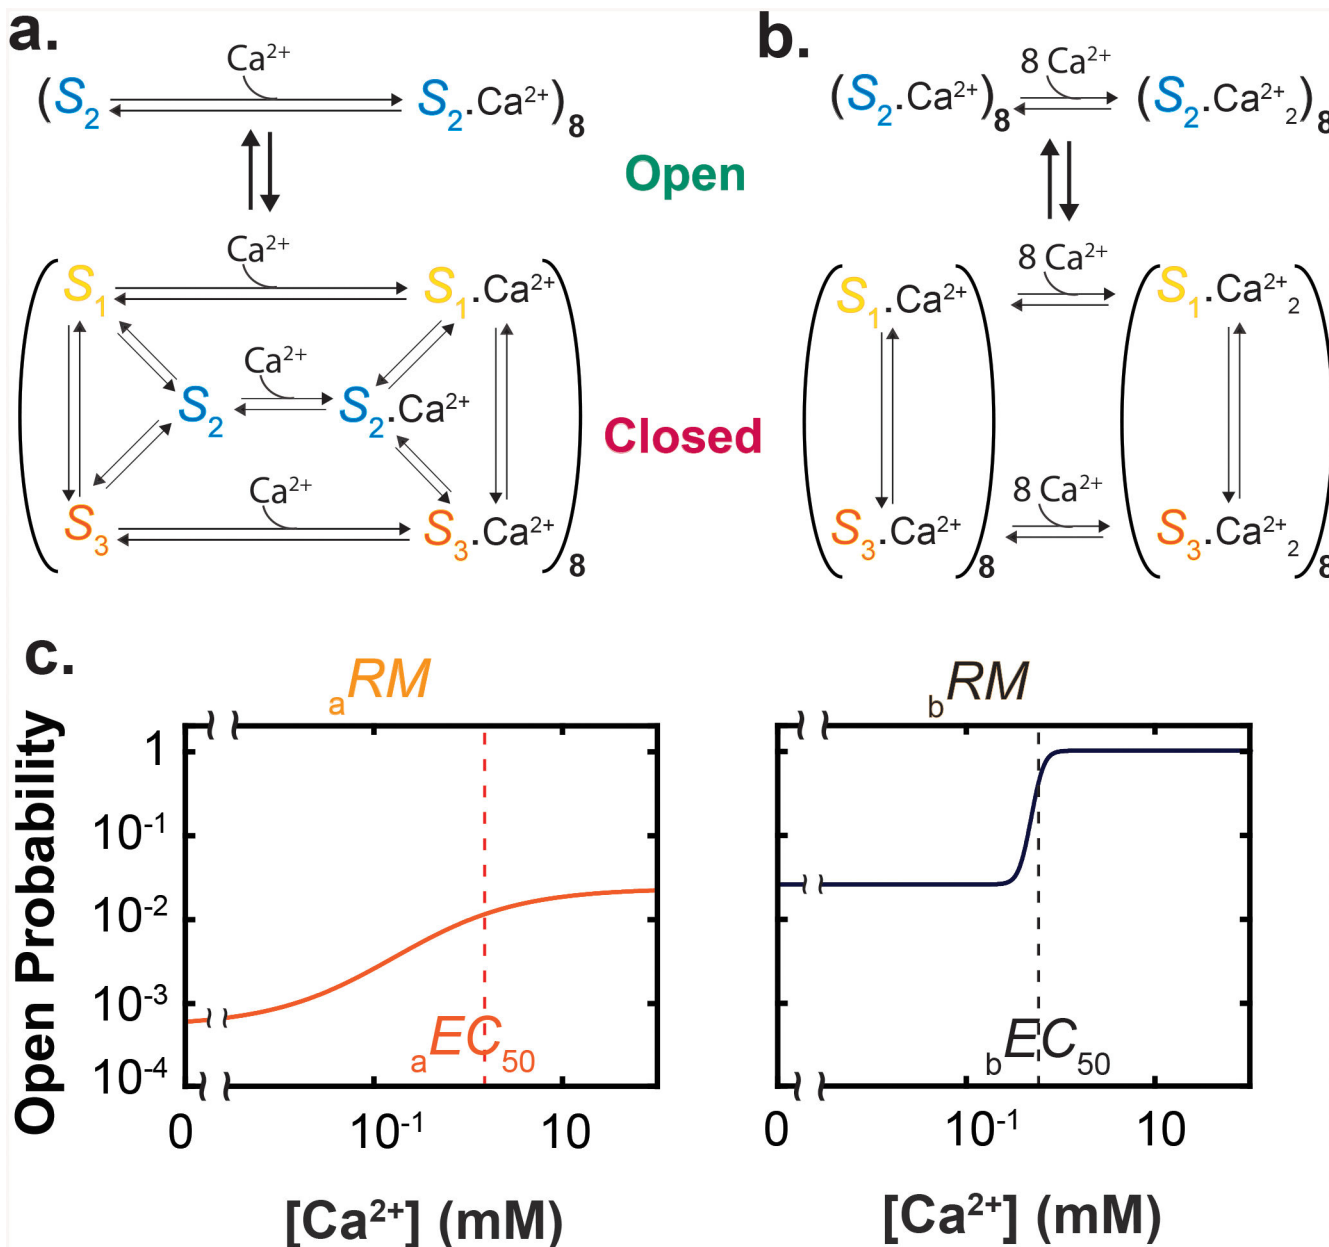 a.
Ca²⁺
(S₂ S₂.Ca²⁺)₈
Ca²⁺
S₁ S₁.Ca²⁺
Ca²⁺
S₂ S₂.Ca²⁺
Ca²⁺
S₃ S₃.Ca²⁺
8
b.
8 Ca²⁺
(S₂.Ca²⁺)₈ (S₂.Ca²⁺₂)₈
8 Ca²⁺
S₁.Ca²⁺ S₁.Ca²⁺₂
8 Ca²⁺
S₃.Ca²⁺ S₃.Ca²⁺₂
8 8
Open
Closed
c.
ₐRM
bRM
Open Probability
1
10⁻¹
10⁻²
10⁻³
10⁻⁴
ₐEC₅₀
bEC₅₀
0 10⁻¹ 10
0 10⁻¹ 10
[Ca²⁺] (mM)
[Ca²⁺] (mM)